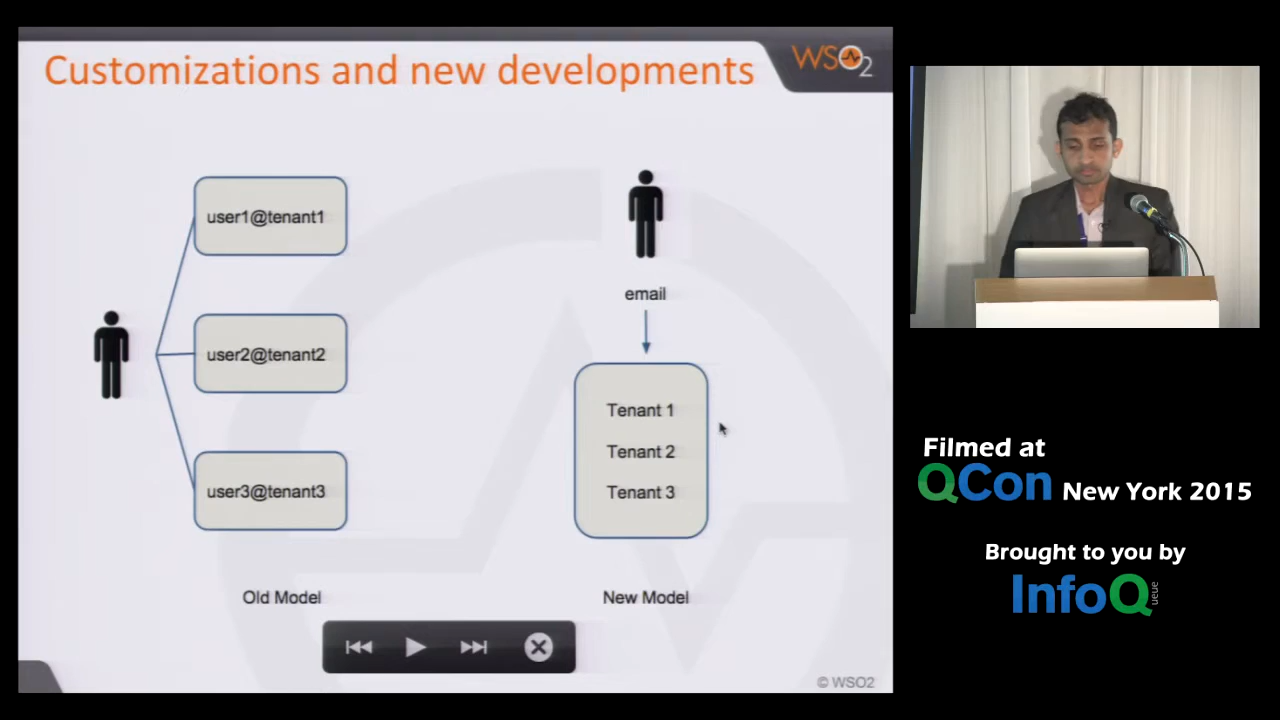 Customizations and new developments
WSO2
user1@tenant1
user2@tenant2
user3@tenant3
Old Model
email
Tenant 1
Tenant 2
Tenant 3
New Model
© WSO2
Filmed at
QCon New York 2015
Brought to you by
InfoQ
ueue